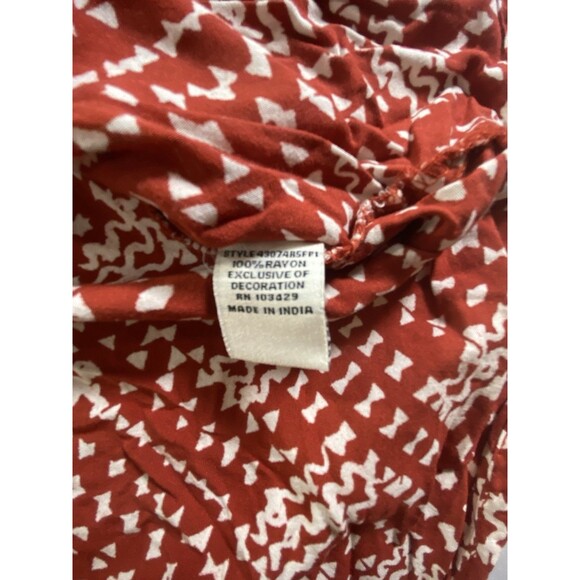 100% RAYON
EXCLUSIVE OF
DECORATION
RN 103429
MADE IN INDIA